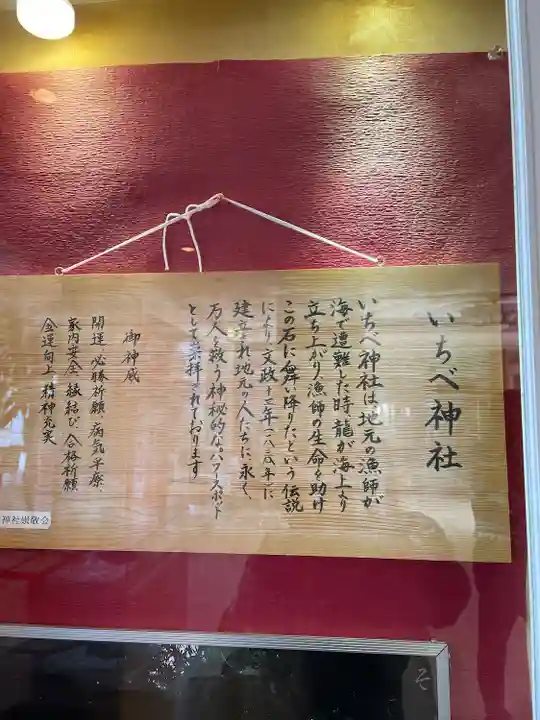 いちべ神社
いちべ神社は地元の漁師が
海で遭難した時龍が海上より
立ち上がり漁師の生命を助け
この石に舞い降りたという伝説
により、文政十三年(一八三〇年)に
建立され地元の人たちに永く
万人を救う神秘的なパワースポット
として崇拝されております
御神威
開運、必勝祈願、病気平癒、
家内安全、縁結び、合格祈願
金運向上、精神充実
神社崇敬会
そ